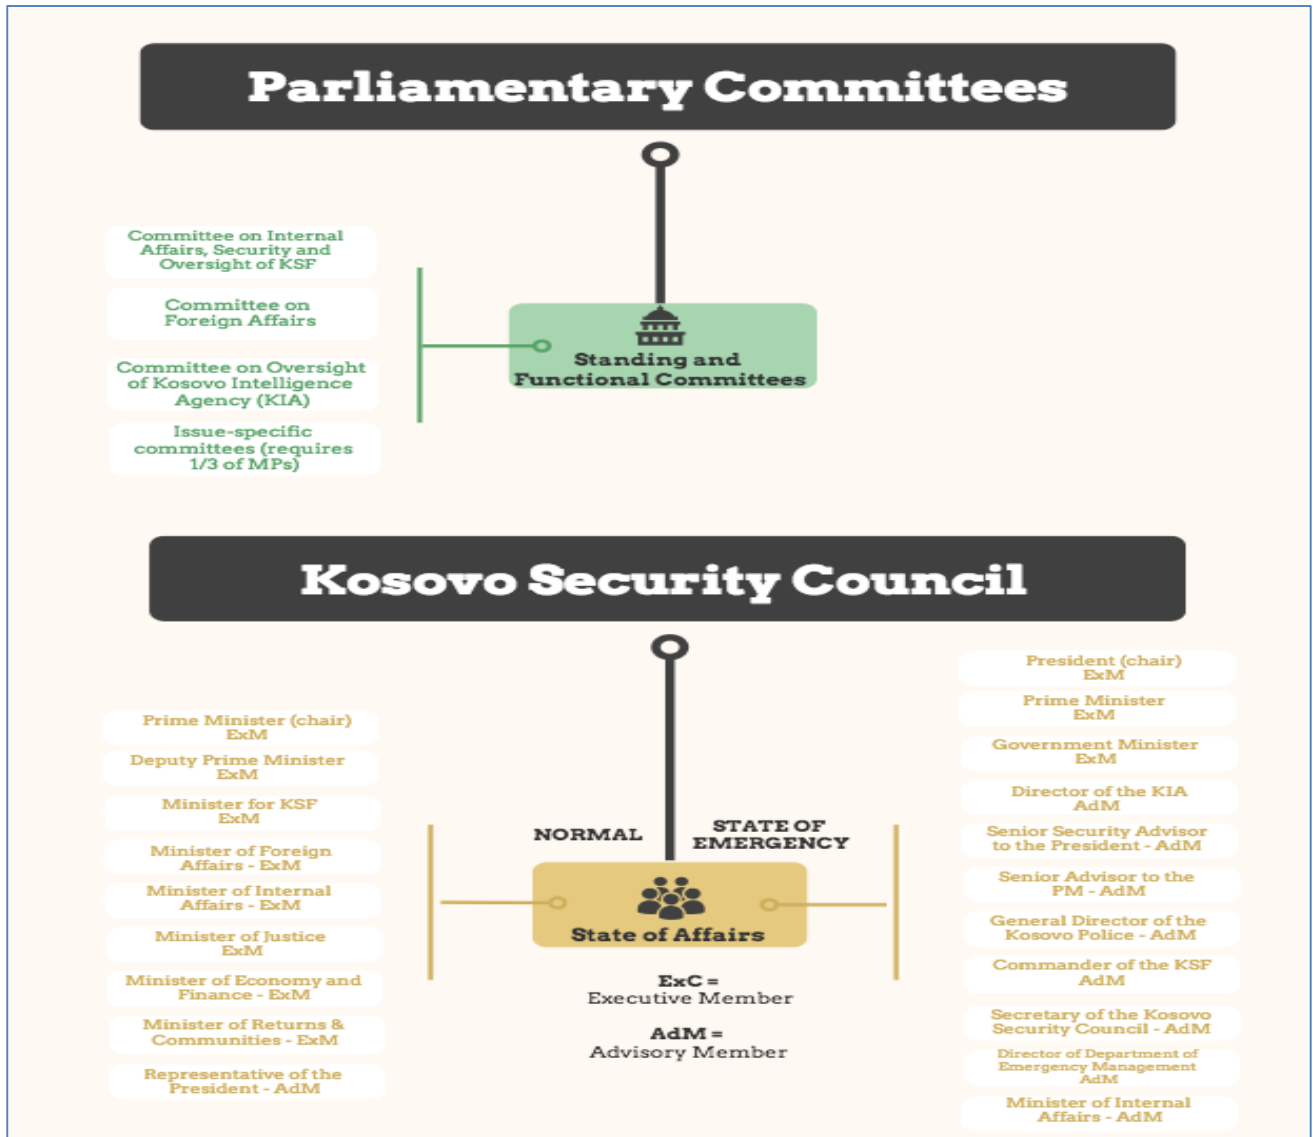 Parliamentary Committees
Committee on Internal
Affairs, Security and
Oversight of KSF
Committee on
Foreign Affairs
Committee on Oversight
of Kosovo Intelligence
Agency (KIA)
Issue-specific
committees (requires
1/3 of MPs)
Standing and
Functional Committees
Kosovo Security Council
Prime Minister (chair)
ExM
Deputy Prime Minister
ExM
Minister for KSF
ExM
Minister of Foreign
Affairs - ExM
Minister of Internal
Affairs - ExM
Minister of Justice
ExM
Minister of Economy and
Finance - ExM
Minister of Returns &
Communities - ExM
Representative of the
President - AdM
NORMAL
STATE OF
EMERGENCY
State of Affairs
ExC =
Executive Member
AdM =
Advisory Member
President (chair)
ExM
Prime Minister
ExM
Government Minister
ExM
Director of the KIA
AdM
Senior Security Advisor
to the President - AdM
Senior Advisor to the
PM - AdM
General Director of the
Kosovo Police - AdM
Commander of the KSF
AdM
Secretary of the Kosovo
Security Council - AdM
Director of Department of
Emergency Management
AdM
Minister of Internal
Affairs - AdM